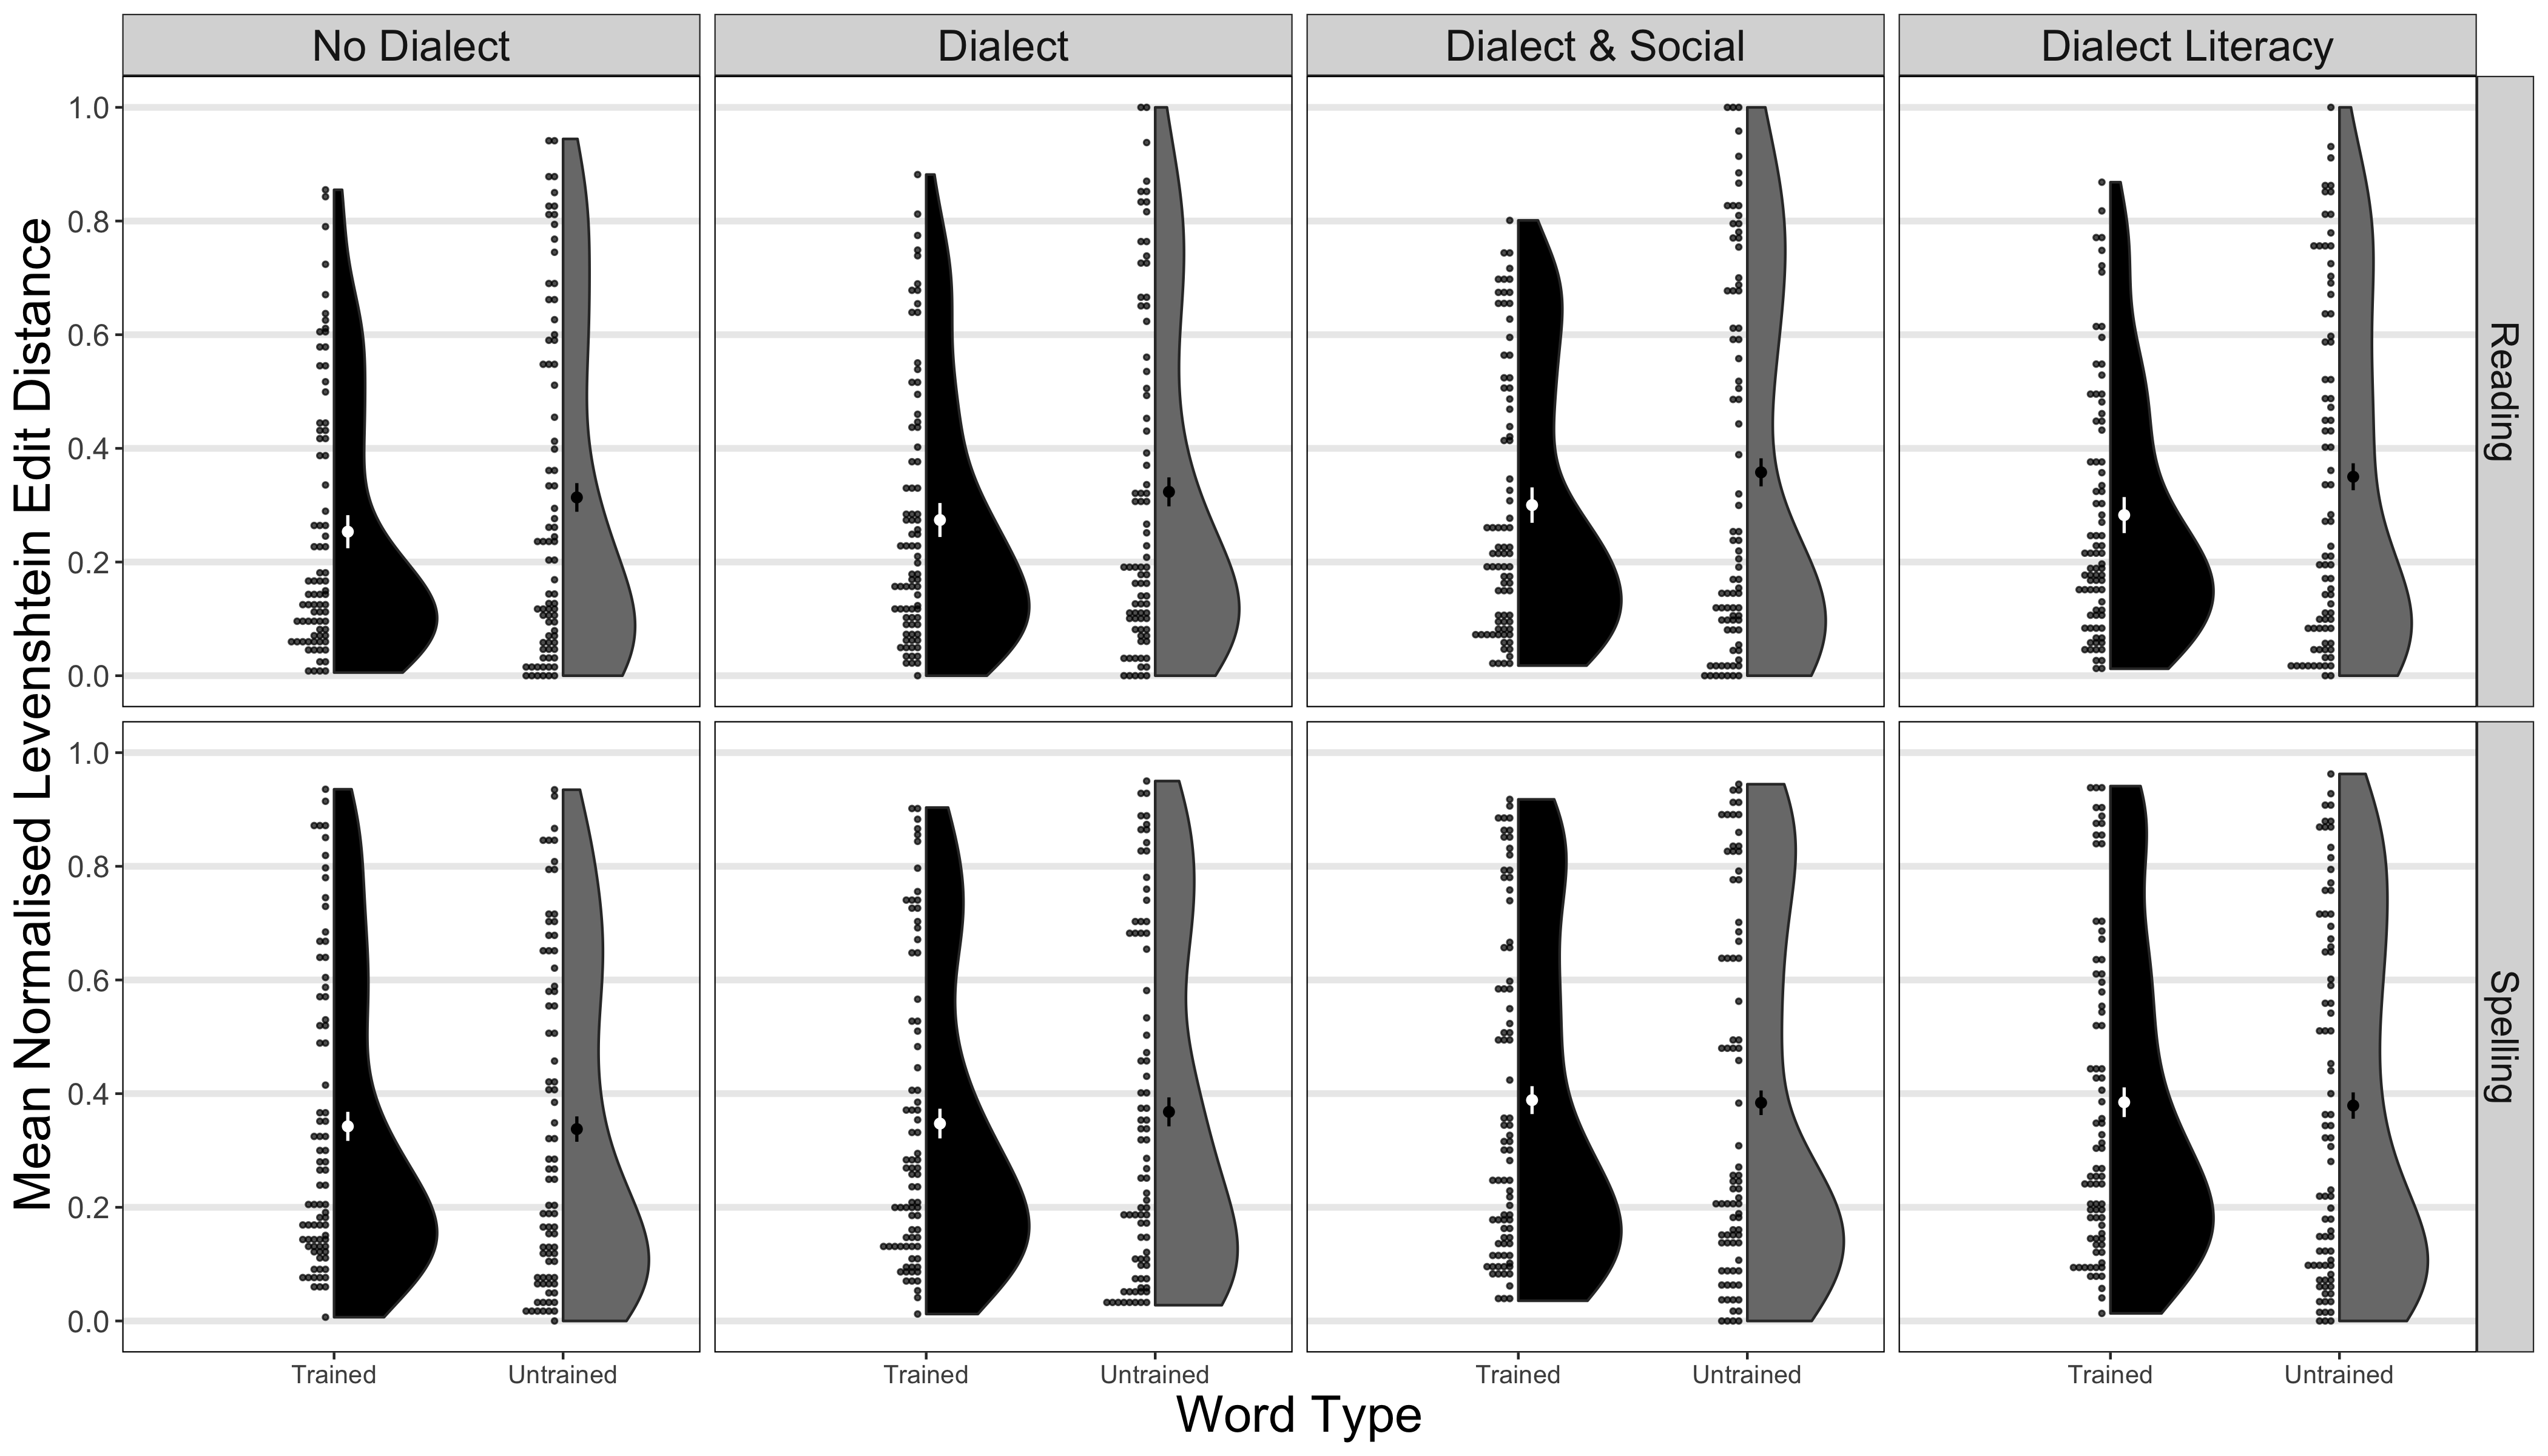 No Dialect
Dialect
Dialect & Social
Dialect Literacy
Mean Normalised Levenshtein Edit Distance
1.0
0.8
0.6
0.4
0.2
0.0
Reading
1.0
0.8
0.6
0.4
0.2
0.0
Spelling
Trained
Untrained
Trained
Untrained
Trained
Untrained
Trained
Untrained
Word Type